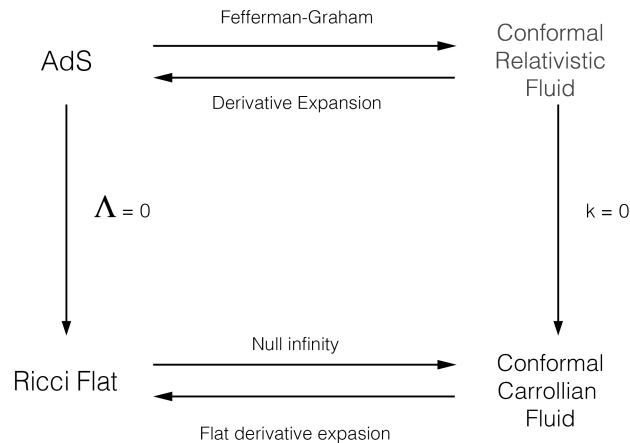 Fefferman-Graham
AdS
Conformal
Relativistic
Fluid
Derivative Expansion
Λ = 0
k = 0
Null infinity
Ricci Flat
Conformal
Carrollian
Fluid
Flat derivative expasion